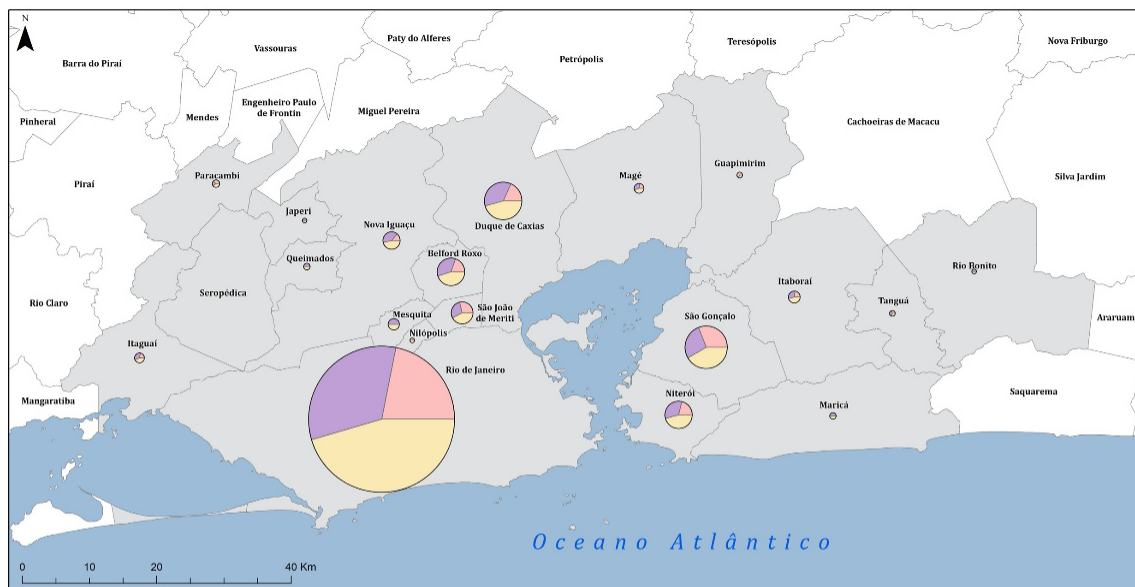 N
Paty do Alferes
Teresópolis
Nova Friburgo
Vassouras
Barra do Piraí
Petrópolis
Engenheiro Paulo
de Frontin
Miguel Pereira
Mendes
Pinheral
Cachoeiras de Macacu
Guapimirim
Paracambi
Magé
Silva Jardim
Piraí
Japeri
Nova Iguaçu
Duque de Caxias
Belford Roxo
Queimados
Rio Bonito
Itaboraí
Seropédica
Rio Claro
Tanguá
São João
de Meriti
Mesquita
São Gonçalo
Araruam
Nilópolis
Itaguaí
Rio de Janeiro
Niterói
Saquarema
Mangaratiba
Maricá
Oceano Atlântico
0 10 20 40 Km